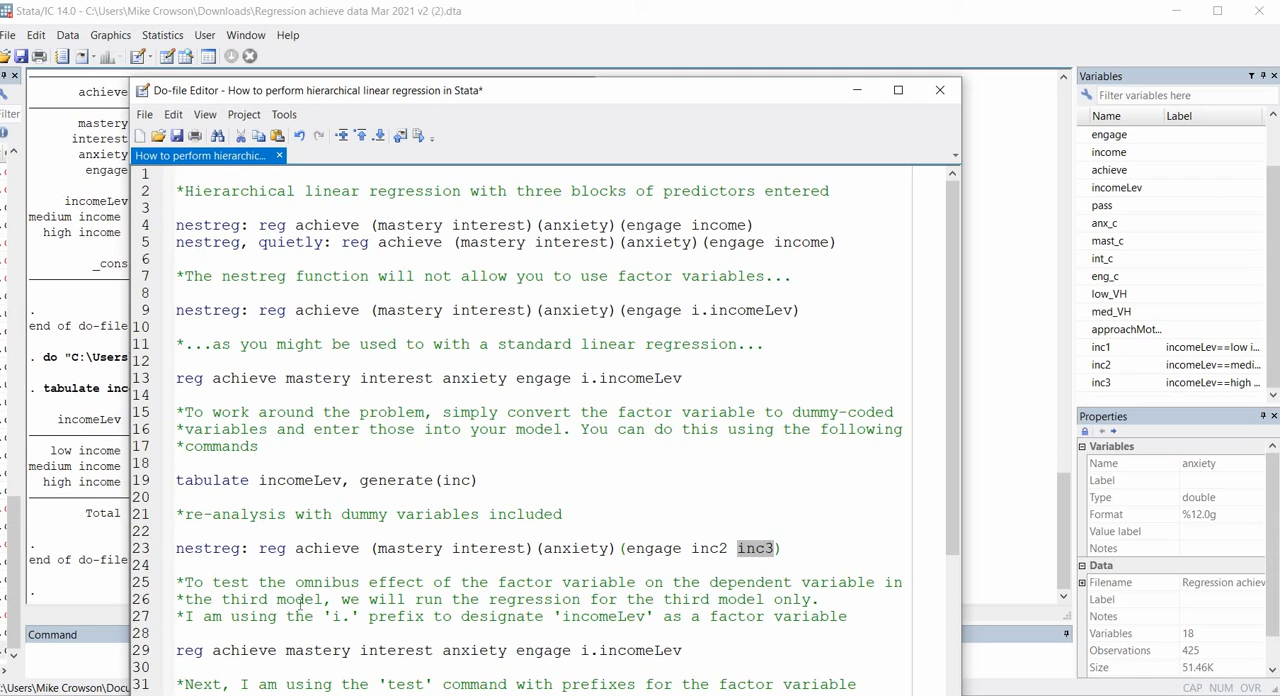 Stata/IC 14.0 - C:\Users\Mike Crowson\Downloads\Regression achieve data Mar 2021 v2 (2).dta
File Edit Data Graphics Statistics User Window Help
achieve
mastery
interest
anxiety
engage
incomeLev
medium income
high income
_cons
.
end of do-file
. do "C:\Users
. tabulate inc
incomeLev
low income
medium income
high income
Total
.
end of do-file
.
Command
C:\Users\Mike Crowson\Docu
Do-file Editor - How to perform hierarchical linear regression in Stata*
File Edit View Project Tools
How to perform hierarchic...
1
2 *Hierarchical linear regression with three blocks of predictors entered
3
4 nestreg: reg achieve (mastery interest)(anxiety)(engage income)
5 nestreg, quietly: reg achieve (mastery interest)(anxiety)(engage income)
6
7 *The nestreg function will not allow you to use factor variables...
8
9 nestreg: reg achieve (mastery interest)(anxiety)(engage i.incomeLev)
10
11 *...as you might be used to with a standard linear regression...
12
13 reg achieve mastery interest anxiety engage i.incomeLev
14
15 *To work around the problem, simply convert the factor variable to dummy-coded
16 *variables and enter those into your model. You can do this using the following
17 *commands
18
19 tabulate incomeLev, generate(inc)
20
21 *re-analysis with dummy variables included
22
23 nestreg: reg achieve (mastery interest)(anxiety)(engage inc2 inc3)
24
25 *To test the omnibus effect of the factor variable on the dependent variable in
26 *the third model, we will run the regression for the third model only.
27 *I am using the 'i.' prefix to designate 'incomeLev' as a factor variable
28
29 reg achieve mastery interest anxiety engage i.incomeLev
30
31 *Next, I am using the 'test' command with prefixes for the factor variable
Variables
Filter variables here
Name Label
engage
income
achieve
incomeLev
pass
anx_c
mast_c
int_c
eng_c
low_VH
med_VH
approachMot...
inc1 incomeLev==low i...
inc2 incomeLev==medi...
inc3 incomeLev==high ...
Properties
Variables
Name anxiety
Label
Type double
Format %12.0g
Value label
Notes
Data
Filename Regression achiev
Label
Notes
Variables 18
Observations 425
Size 51.46K
CAP NUM OVR